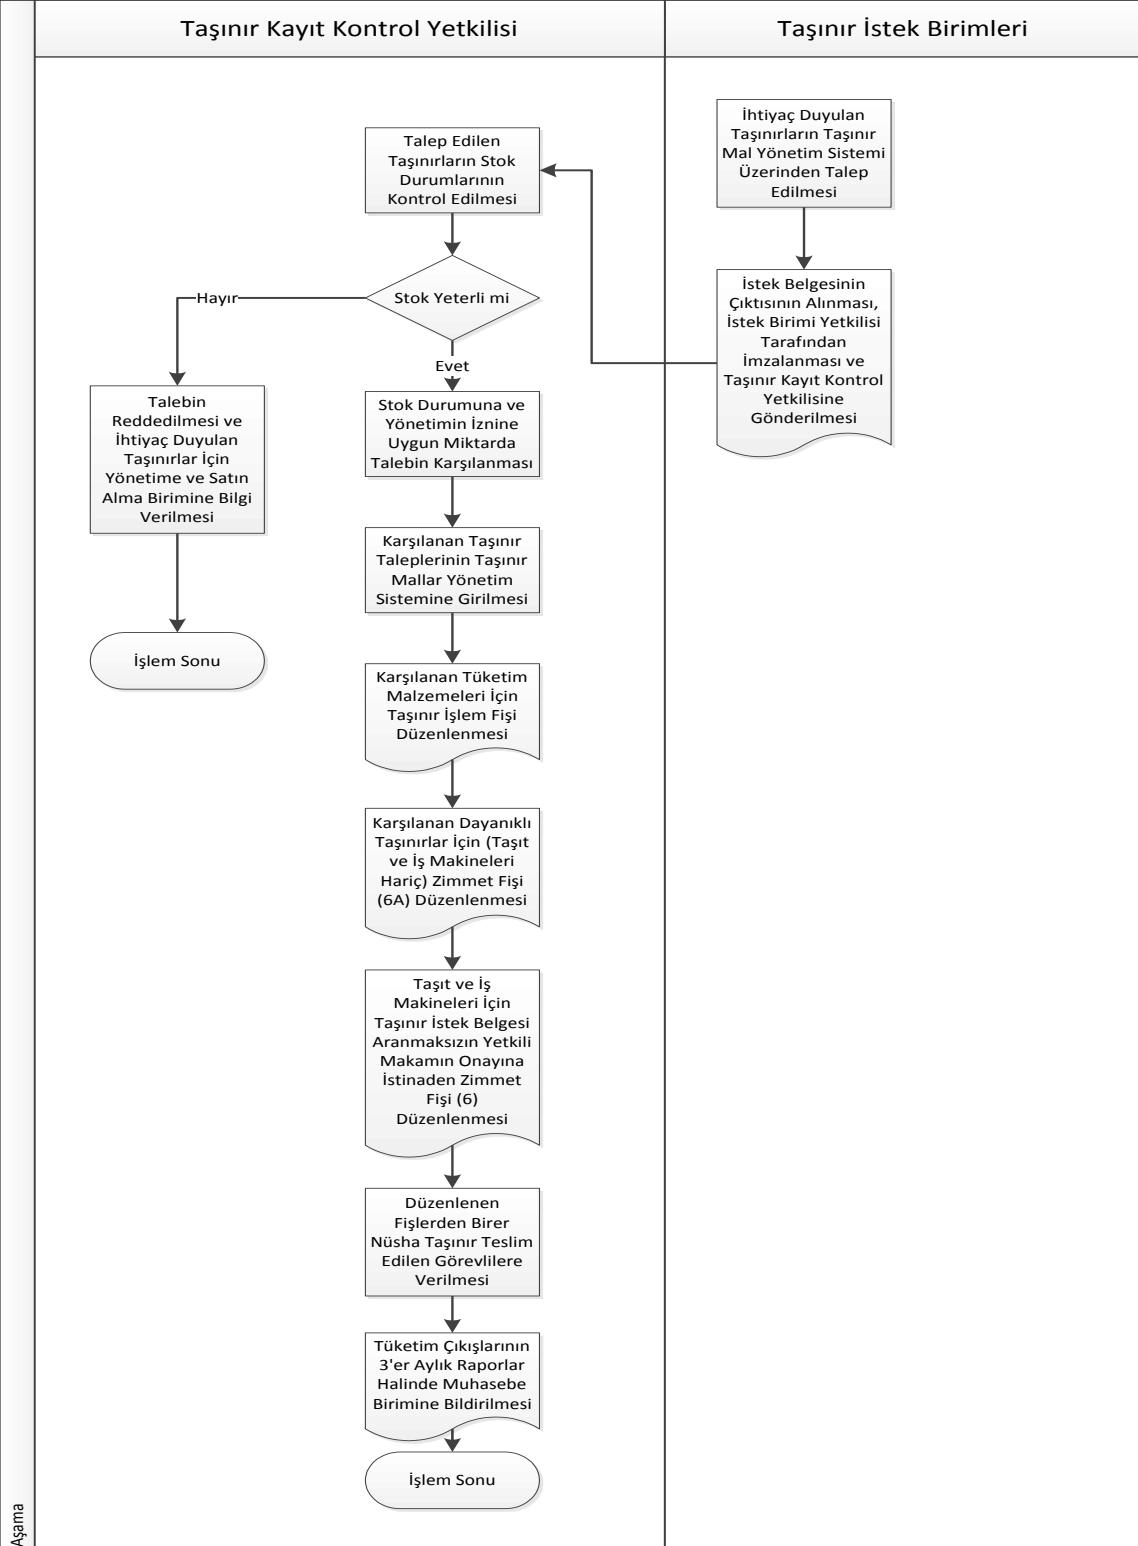 Taşınır Kayıt Kontrol Yetkilisi
Taşınır İstek Birimleri
İhtiyaç Duyulan
Taşınırların Taşınır
Mal Yönetim Sistemi
Üzerinden Talep
Edilmesi
İstek Belgesinin
Çıktısının Alınması,
İstek Birimi Yetkilisi
Tarafından
İmzalanması ve
Taşınır Kayıt Kontrol
Yetkilisine
Gönderilmesi
Talep Edilen
Taşınırların Stok
Durumlarının
Kontrol Edilmesi
Stok Yeterli mi
Hayır
Evet
Talebin
Reddedilmesi ve
İhtiyaç Duyulan
Taşınırlar İçin
Yönetime ve Satın
Alma Birimine Bilgi
Verilmesi
İşlem Sonu
Stok Durumuna ve
Yönetimin İznine
Uygun Miktarda
Talebin Karşılanması
Karşılanan Taşınır
Taleplerinin Taşınır
Mallar Yönetim
Sistemine Girilmesi
Karşılanan Tüketim
Malzemeleri İçin
Taşınır İşlem Fişi
Düzenlenmesi
Karşılanan Dayanıklı
Taşınırlar İçin (Taşıt
ve İş Makineleri
Hariç) Zimmet Fişi
(6A) Düzenlenmesi
Taşıt ve İş
Makineleri İçin
Taşınır İstek Belgesi
Aranmaksızın Yetkili
Makamın Onayına
İstinaden Zimmet
Fişi (6)
Düzenlenmesi
Düzenlenen
Fişlerden Birer
Nüsha Taşınır Teslim
Edilen Görevlilere
Verilmesi
Tüketim Çıkışlarının
3'er Aylık Raporlar
Halinde Muhasebe
Birimine Bildirilmesi
İşlem Sonu
Aşama